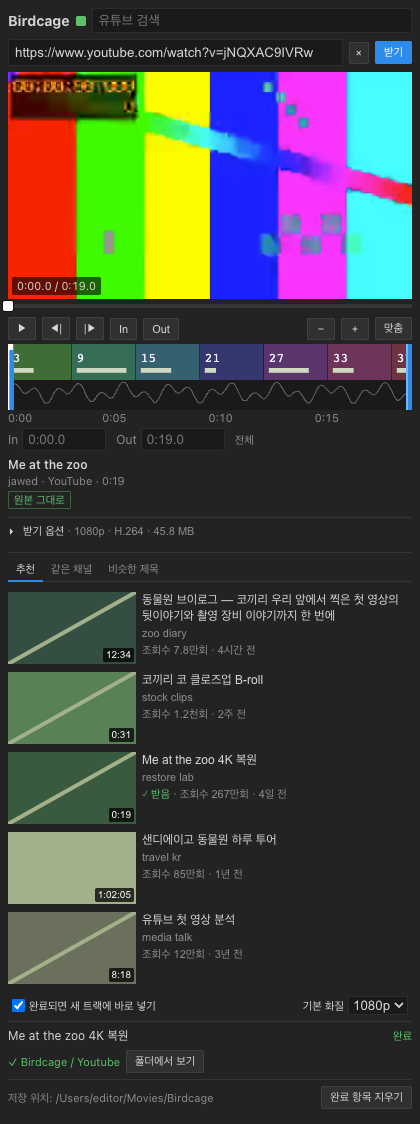 Birdcage
유튜브 검색
https://www.youtube.com/watch?v=jNQXAC9IVRw × 받기
0:00.0 / 0:19.0
In Out − + 맞춤
3 9 15 21 27 33
0:00 0:05 0:10 0:15
In 0:00.0 Out 0:19.0 전체
Me at the zoo
jawed · YouTube · 0:19
원본 그대로
받기 옵션 · 1080p · H.264 · 45.8 MB
추천 같은 채널 비슷한 제목
동물원 브이로그 — 코끼리 우리 앞에서 찍은 첫 영상의
뒷이야기와 촬영 장비 이야기까지 한 번에
zoo diary
조회수 7.8만회 · 4시간 전
12:34
코끼리 코 클로즈업 B-roll
stock clips
조회수 1.2천회 · 2주 전
0:31
Me at the zoo 4K 복원
restore lab
✓받음 · 조회수 267만회 · 4일 전
0:19
샌디에이고 동물원 하루 투어
travel kr
조회수 85만회 · 1년 전
1:02:05
유튜브 첫 영상 분석
media talk
조회수 12만회 · 3년 전
8:18
완료되면 새 트랙에 바로 넣기 기본 화질 1080p
Me at the zoo 4K 복원 완료
✓ Birdcage / Youtube 폴더에서 보기
저장 위치: /Users/editor/Movies/Birdcage 완료 항목 지우기